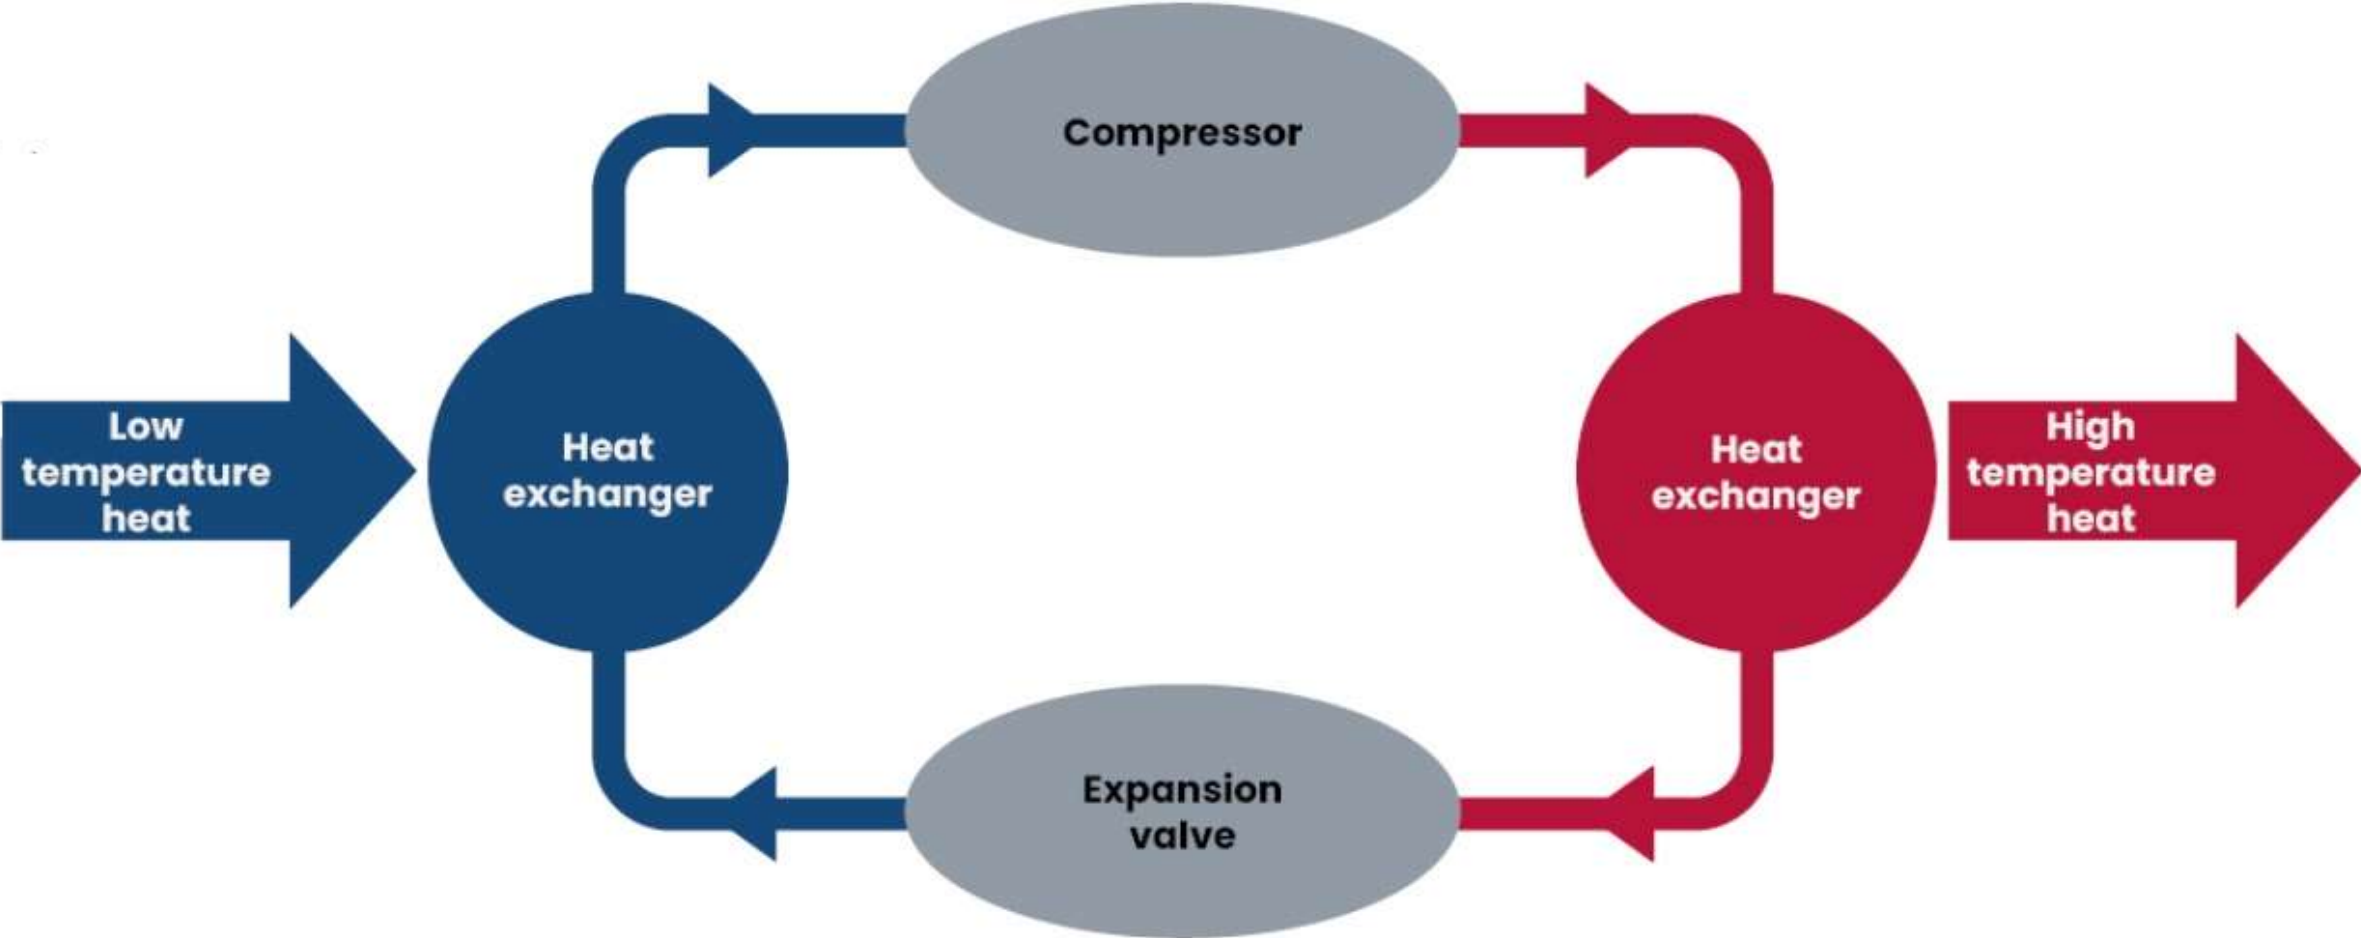 Compressor
Low
temperature
heat
Heat
exchanger
Heat
exchanger
High
temperature
heat
Expansion
valve